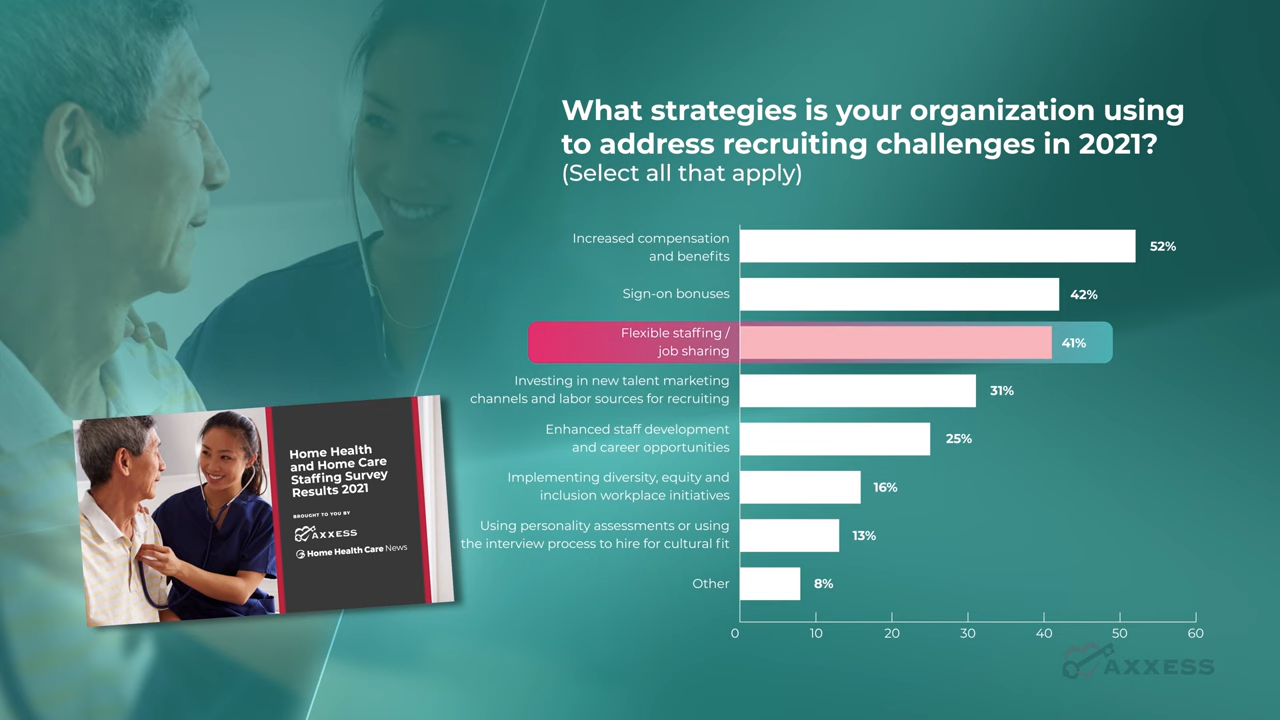 What strategies is your organization using
to address recruiting challenges in 2021?
(Select all that apply)
Increased compensation
and benefits
52%
Sign-on bonuses
42%
Flexible staffing /
job sharing
41%
Investing in new talent marketing
channels and labor sources for recruiting
31%
Enhanced staff development
and career opportunities
25%
Implementing diversity, equity and
inclusion workplace initiatives
16%
Using personality assessments or using
the interview process to hire for cultural fit
13%
Other
8%
0 10 20 30 40 50 60
Home Health
and Home Care
Staffing Survey
Results 2021
BROUGHT TO YOU BY
AXXESS
Home Health Care News
AXXESS